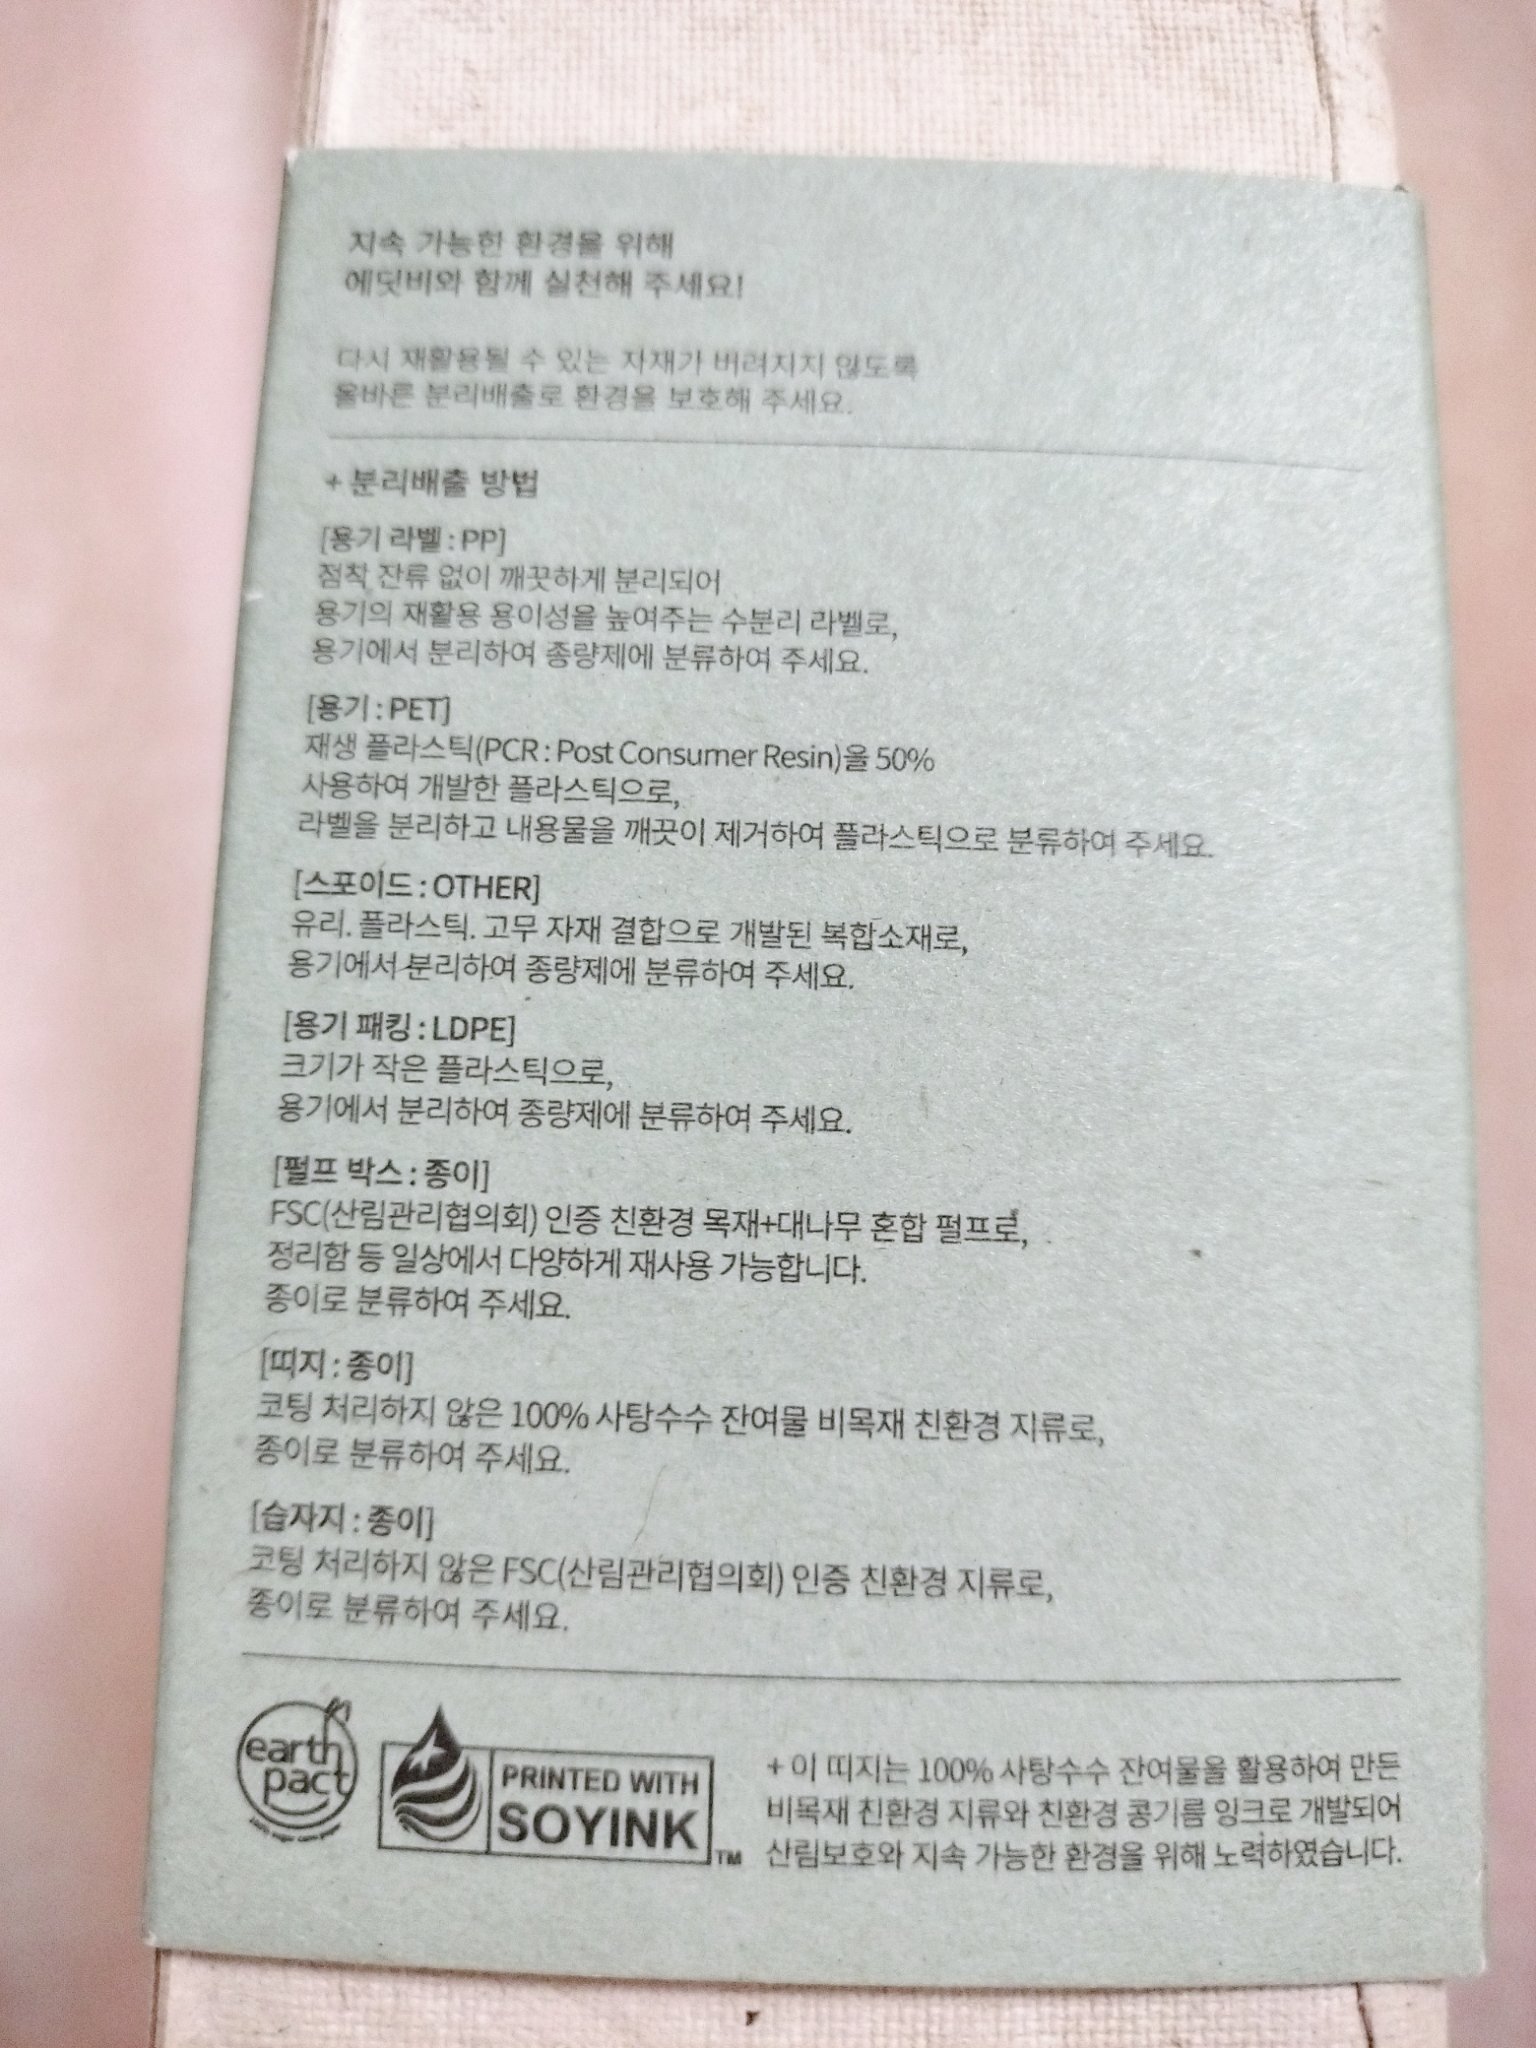 지속 가능한 환경을 위해
에딧비와 함께 실천해 주세요!
다시 재활용될 수 있는 자재가 버려지지 않도록
올바른 분리배출로 환경을 보호해 주세요.
+ 분리배출 방법
[용기 라벨 : PP]
점착 잔류 없이 깨끗하게 분리되어
용기의 재활용 용이성을 높여주는 수분리 라벨로,
용기에서 분리하여 종량제에 분류하여 주세요.
[용기 : PET]
재생 플라스틱(PCR : Post Consumer Resin)을 50%
사용하여 개발한 플라스틱으로,
라벨을 분리하고 내용물을 깨끗이 제거하여 플라스틱으로 분류하여 주세요.
[스포이드 : OTHER]
유리. 플라스틱. 고무 자재 결합으로 개발된 복합소재로,
용기에서 분리하여 종량제에 분류하여 주세요.
[용기 패킹 : LDPE]
크기가 작은 플라스틱으로,
용기에서 분리하여 종량제에 분류하여 주세요.
[펄프 박스 : 종이]
FSC(산림관리협의회) 인증 친환경 목재+대나무 혼합 펄프로,
정리함 등 일상에서 다양하게 재사용 가능합니다.
종이로 분류하여 주세요.
[띠지 : 종이]
코팅 처리하지 않은 100% 사탕수수 잔여물 비목재 친환경 지류로,
종이로 분류하여 주세요.
[습자지 : 종이]
코팅 처리하지 않은 FSC(산림관리협의회) 인증 친환경 지류로,
종이로 분류하여 주세요.
earth
pact
PRINTED WITH
SOYINK
TM
+ 이 띠지는 100% 사탕수수 잔여물을 활용하여 만든
비목재 친환경 지류와 친환경 콩기름 잉크로 개발되어
산림보호와 지속 가능한 환경을 위해 노력하였습니다.